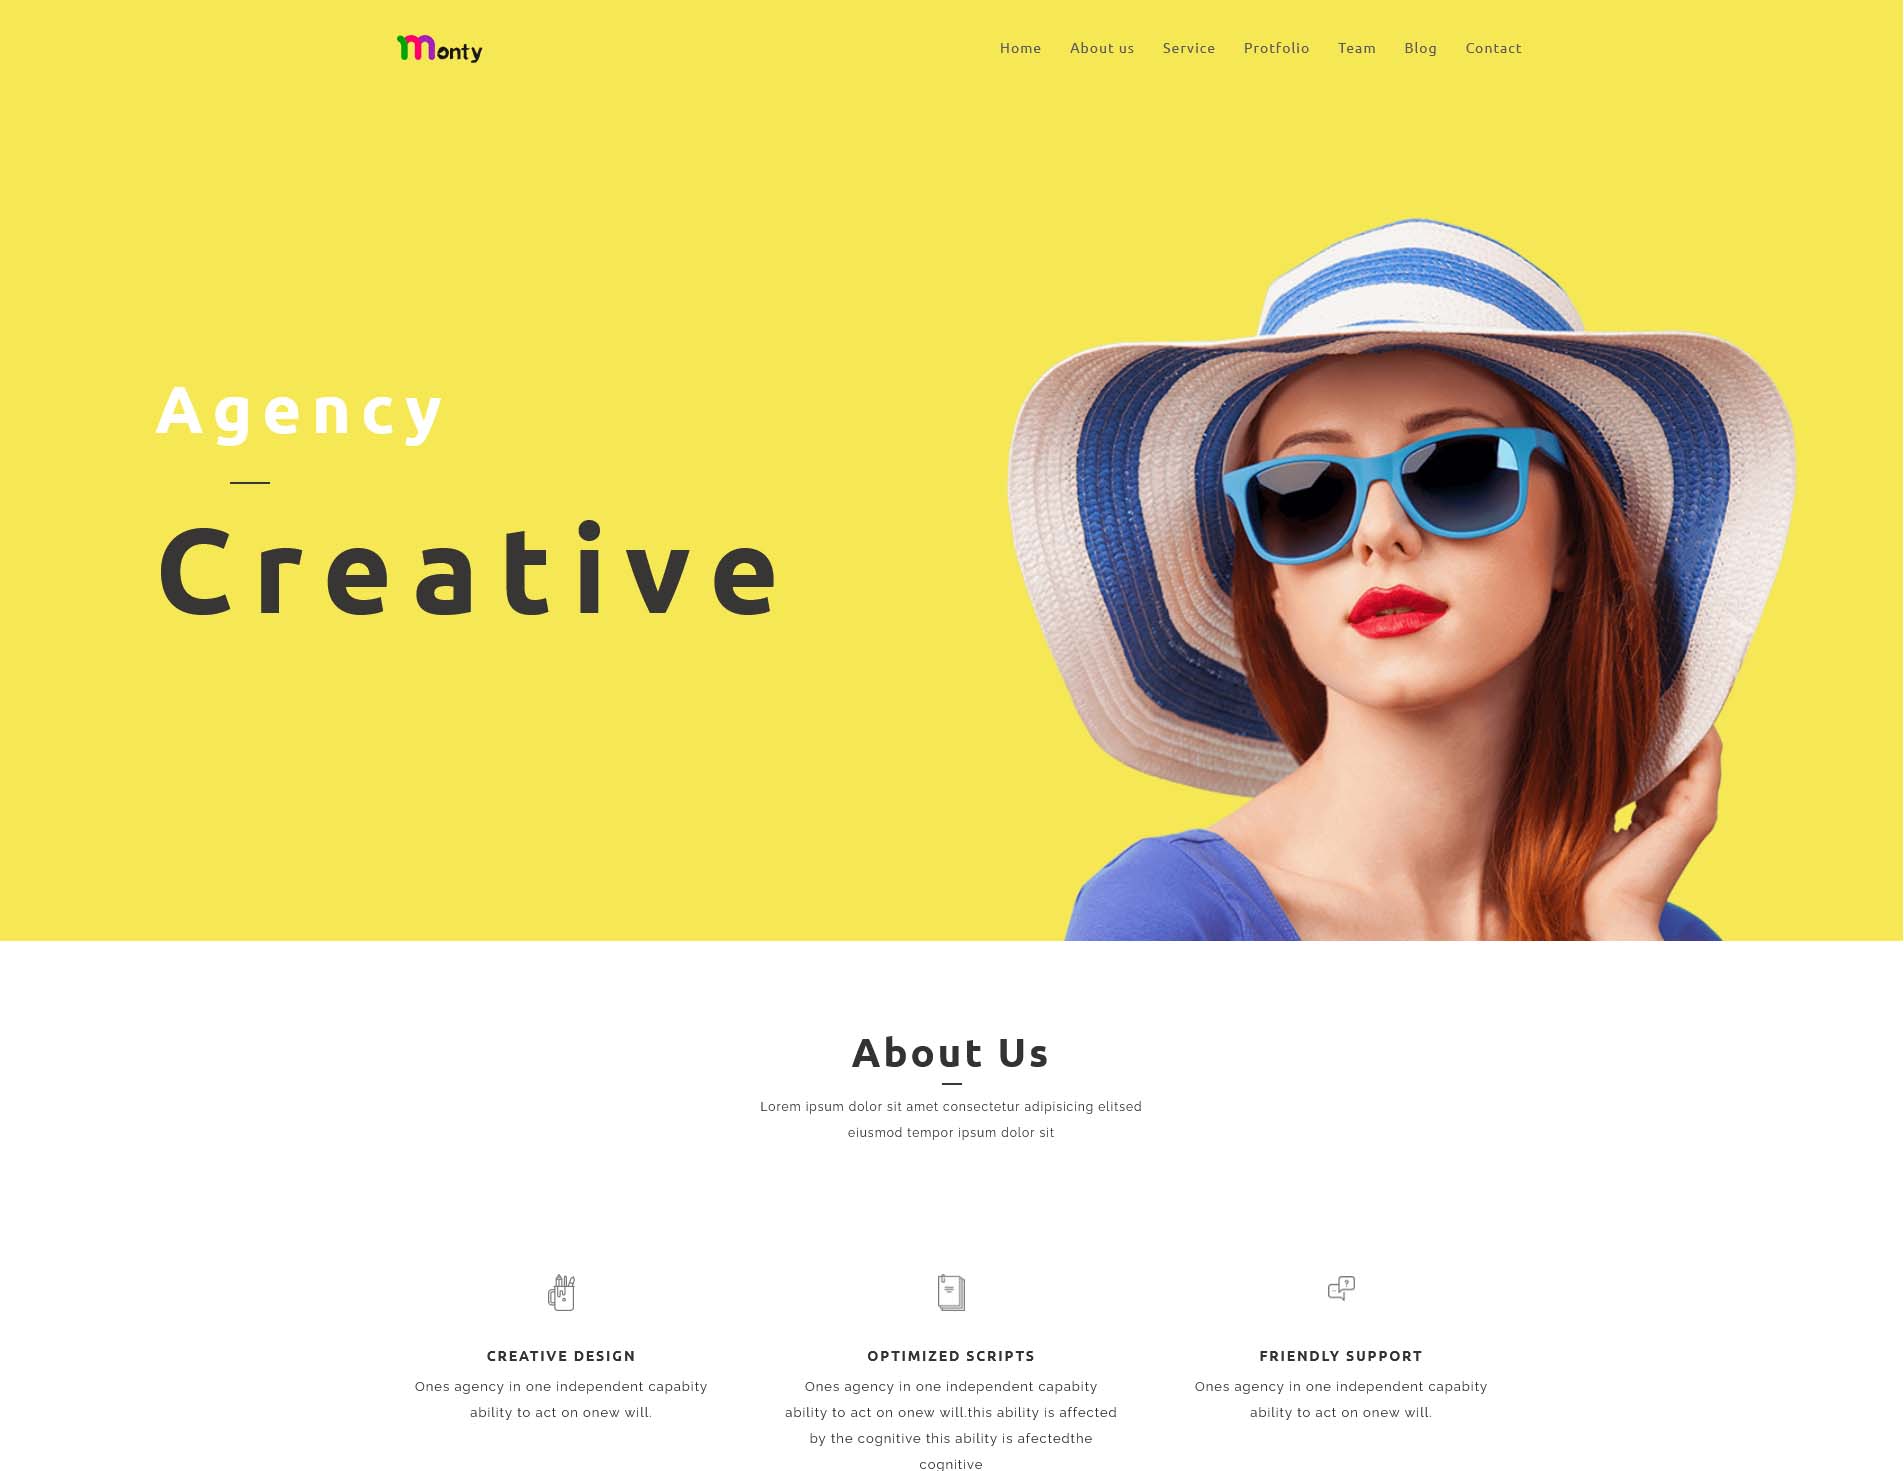 monty
Home About us Service Protfolio Team Blog Contact
Agency
Creative
About Us
Lorem ipsum dolor sit amet consectetur adipisicing elitsed
eiusmod tempor ipsum dolor sit
?
CREATIVE DESIGN
Ones agency in one independent capabity
ability to act on onew will.
OPTIMIZED SCRIPTS
Ones agency in one independent capabity
ability to act on onew will.this ability is affected
by the cognitive this ability is afectedthe
cognitive
FRIENDLY SUPPORT
Ones agency in one independent capabity
ability to act on onew will.